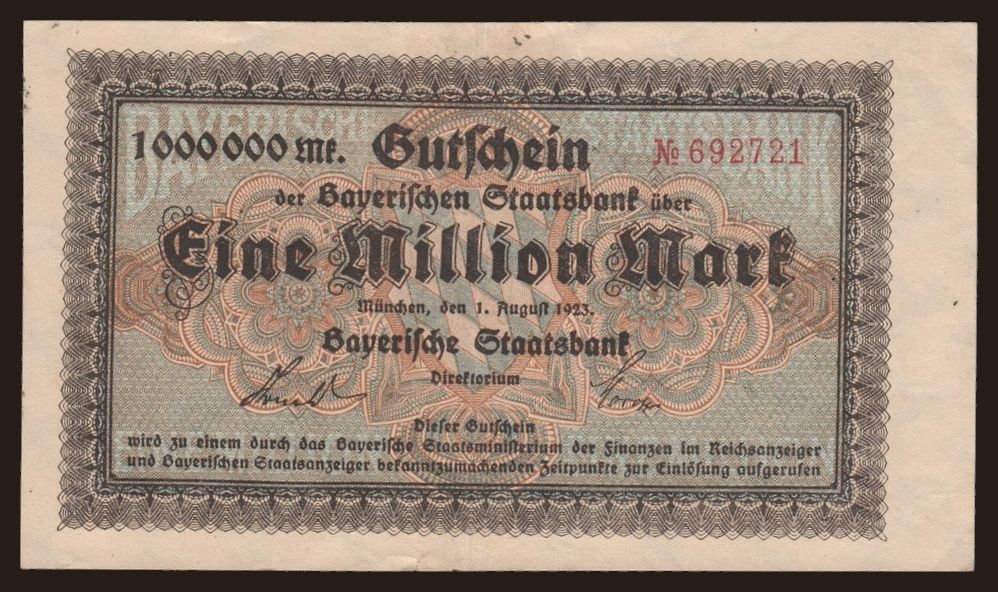 BAYERISCHE STAATSBANK
1000000 Mk. Gutschein № 692721
der Bayerischen Staatsbank über
Eine Million Mark
München, den 1. August 1923.
Bayerische Staatsbank
Direktorium
Dieser Gutschein
wird zu einem durch das Bayerische Staatsministerium der Finanzen im Reichsanzeiger
und Bayerischen Staatsanzeiger bekanntzumachenden Zeitpunkte zur Einlösung aufgerufen